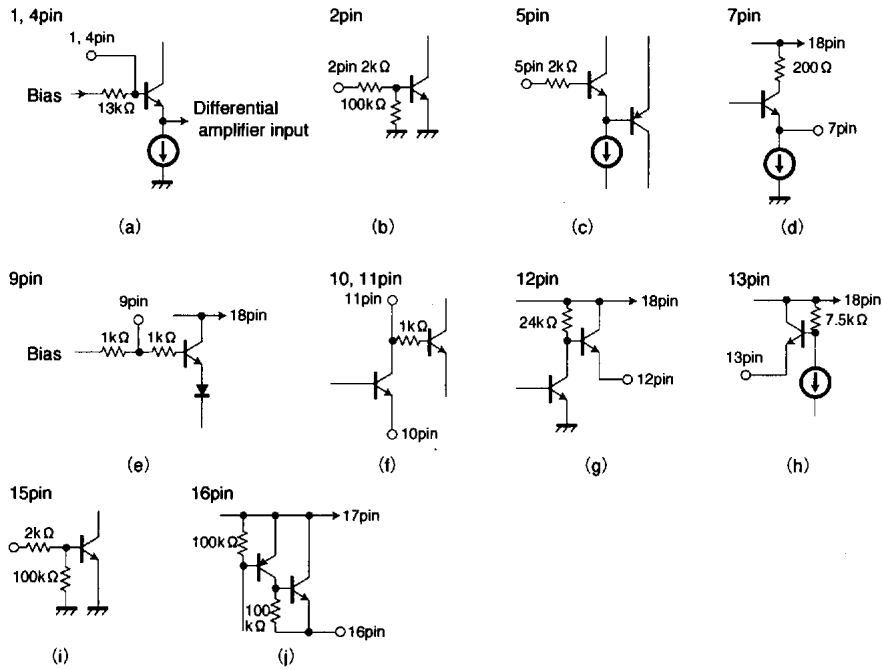 1, 4pin
1, 4pin
Bias
13kΩ
Differential
amplifier input
(a)
2pin
2pin 2kΩ
100kΩ
(b)
5pin
5pin 2kΩ
(c)
7pin
18pin
200Ω
7pin
(d)
9pin
9pin
18pin
1kΩ
1kΩ
Bias
(e)
10, 11pin
11pin
1kΩ
10pin
(f)
12pin
18pin
24kΩ
12pin
(g)
13pin
18pin
7.5kΩ
13pin
(h)
15pin
2kΩ
100kΩ
(i)
16pin
17pin
100kΩ
100
kΩ
16pin
(j)